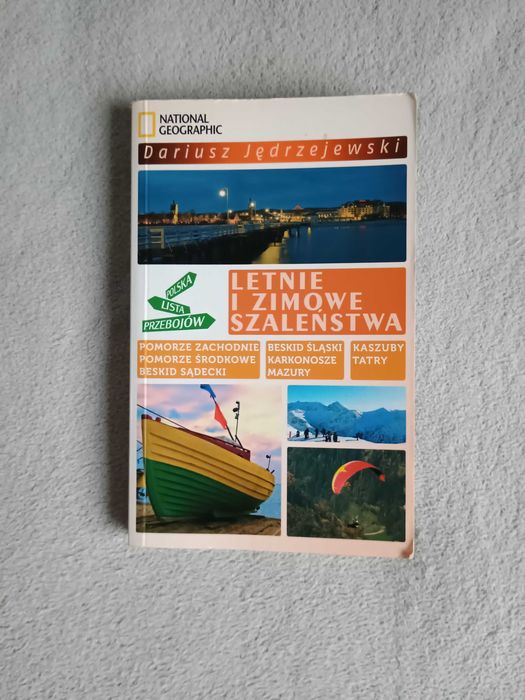 NATIONAL
GEOGRAPHIC
Dariusz Jędrzejewski
POLSKA
LISTA
PRZEBOJÓW
LETNIE
I ZIMOWE
SZALEŃSTWA
POMORZE ZACHODNIE
POMORZE ŚRODKOWE
BESKID SĄDECKI
BESKID ŚLĄSKI
KARKONOSZE
MAZURY
KASZUBY
TATRY